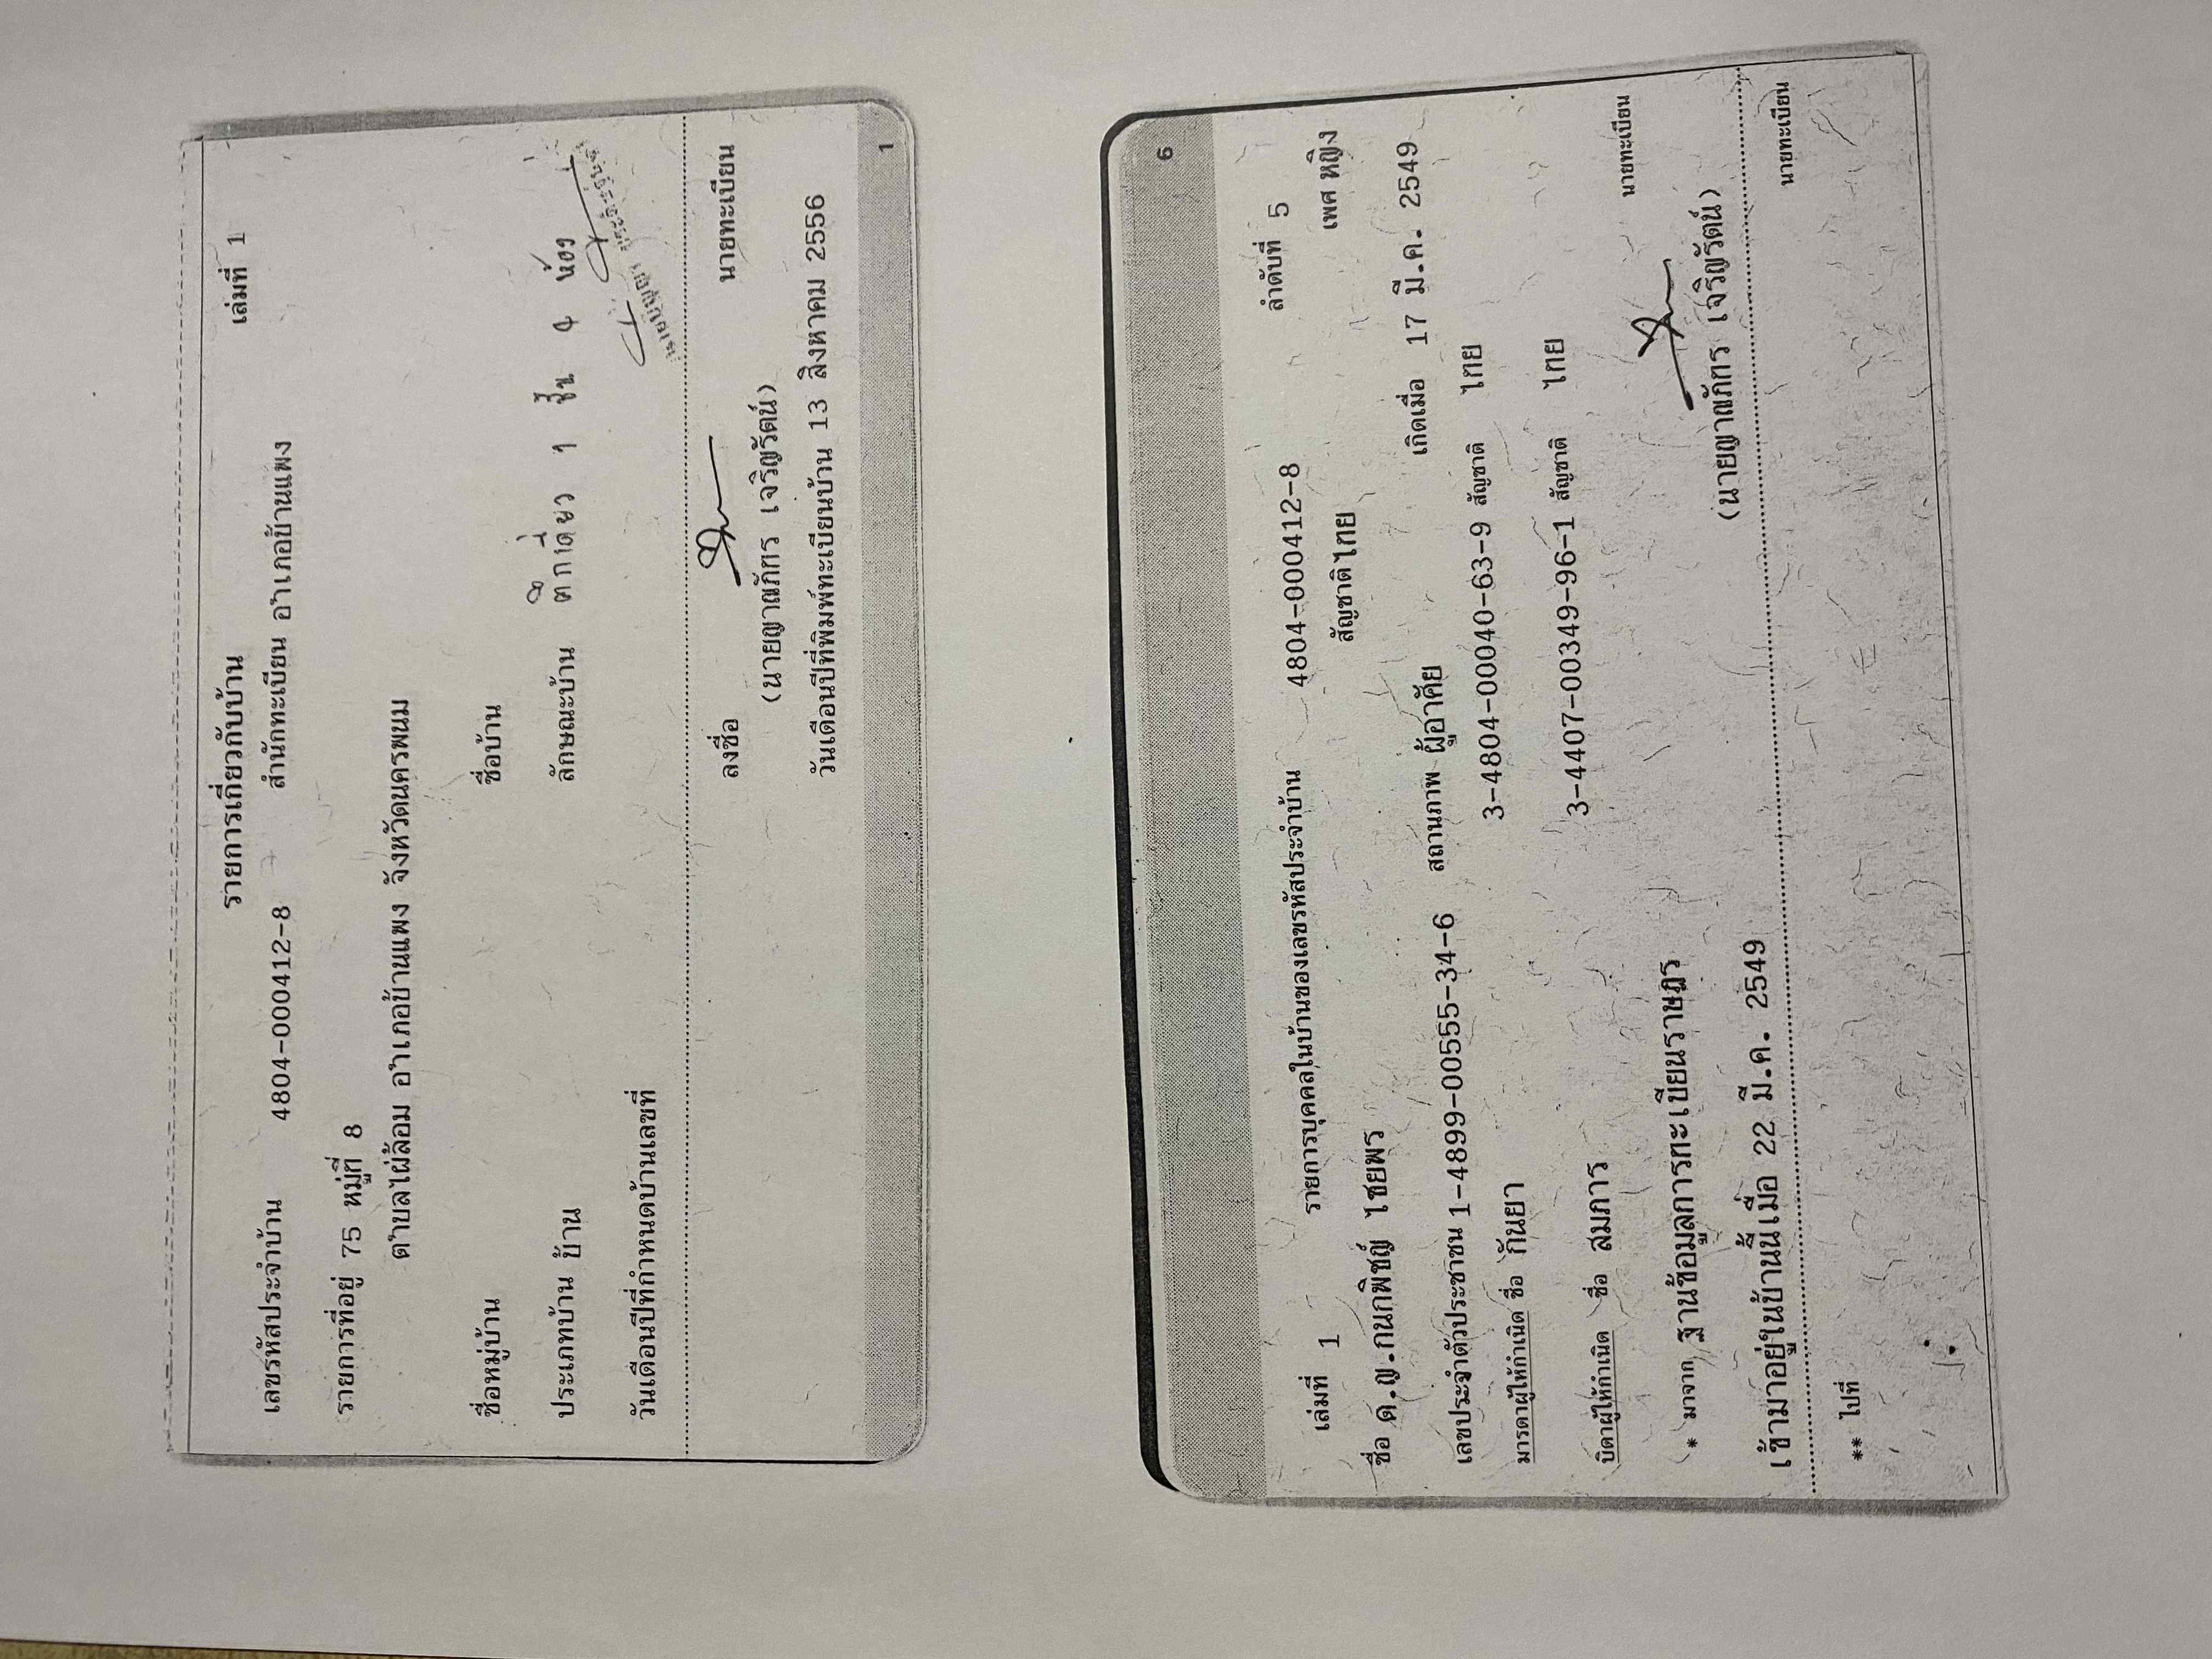 รายการเกี่ยวกับบ้าน เล่มที่ 1
เลขรหัสประจำบ้าน 4804-000412-8 สำนักทะเบียน อำเภอบ้านแพง
รายการที่อยู่ 75 หมู่ที่ 8
ตำบลไผ่ล้อม อำเภอบ้านแพง จังหวัดนครพนม
ชื่อหมู่บ้าน ชื่อบ้าน
ประเภทบ้าน บ้าน ลักษณะบ้าน ตึกเดี่ยว 1 ชั้น 4 ห้อง
วันเดือนปีที่กำหนดบ้านเลขที่
ลงชื่อ นายทะเบียน
(นายญาณภัทร เจริญรัตน์)
วันเดือนปีที่พิมพ์ทะเบียนบ้าน 13 สิงหาคม 2556
1
6
เล่มที่ 1 รายการบุคคลในบ้านของเลขรหัสประจำบ้าน 4804-000412-8 ลำดับที่ 5
ชื่อ ด.ญ.กนกพิชญ์ ไชยพร สัญชาติ ไทย เพศ หญิง
เลขประจำตัวประชาชน 1-4899-00555-34-6 สถานภาพ ผู้อาศัย เกิดเมื่อ 17 มี.ค. 2549
มารดาผู้ให้กำเนิด ชื่อ กันยา 3-4804-00040-63-9 สัญชาติ ไทย
บิดาผู้ให้กำเนิด ชื่อ สมการ 3-4407-00349-96-1 สัญชาติ ไทย
* มาจาก ฐานข้อมูลการทะเบียนราษฎร นายทะเบียน
เข้ามาอยู่ในบ้านนี้เมื่อ 22 มี.ค. 2549 (นายญาณภัทร เจริญรัตน์)
** ไปที่ นายทะเบียน